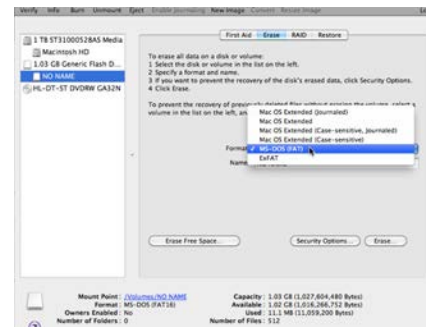 Verify Info Burn Unmount Eject Enable Journaling New Image Convert Resize Image
First Aid Erase RAID Restore
1 TB ST31000528AS Media
Macintosh HD
1.03 GB Generic Flash D...
NO NAME
HL-DT-ST DVDRW GA32N
To erase all data on a disk or volume:
1 Select the disk or volume in the list on the left.
2 Specify a format and name.
3 If you want to prevent the recovery of the disk's erased data, click Security Options.
4 Click Erase.
To prevent the recovery of previously deleted files without erasing the volume, select a
volume in the list on the left, an
Mac OS Extended (Journaled)
Mac OS Extended
Mac OS Extended (Case-sensitive, Journaled)
Mac OS Extended (Case-sensitive)
Format ✓ MS-DOS (FAT)
ExFAT
Name
Erase Free Space... Security Options... Erase...
Mount Point: /Volumes/NO NAME
Format: MS-DOS (FAT16)
Owners Enabled: No
Number of Folders: 0
Capacity: 1.03 GB (1,027,604,480 Bytes)
Available: 1.02 GB (1,016,266,752 Bytes)
Used: 11.1 MB (11,059,200 Bytes)
Number of Files: 512